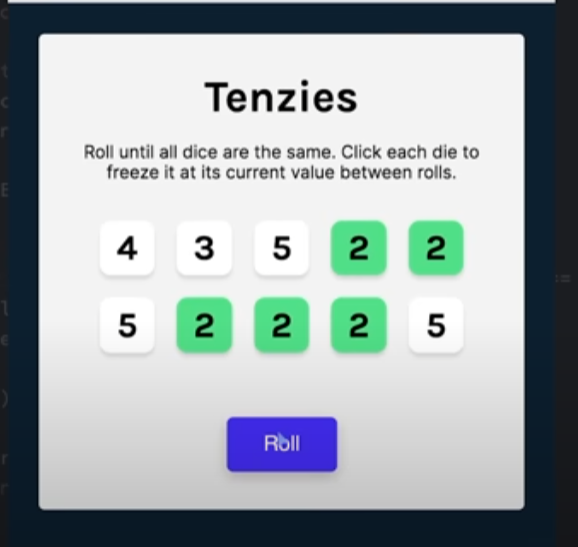 Tenzies
Roll until all dice are the same. Click each die to
freeze it at its current value between rolls.
4 3 5 2 2
5 2 2 2 5
Roll